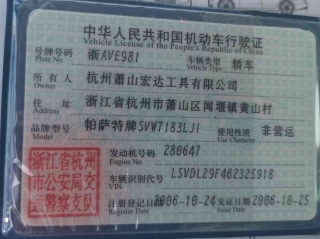 中华人民共和国机动车行驶证
Vehicle License of the People's Republic of China
号牌号码 浙AVE981 车辆类型 轿车
Plate No. Vehicle Type
所有人 杭州萧山宏达工具有限公司
Owner
住址 浙江省杭州市萧山区闻堰镇黄山村
Address
品牌型号 帕萨特牌SVW7183LJ1 使用性质 非营运
Model Use Character
发动机号码 280647
Engine No.
车辆识别代号 LSVDL29F462325918
VIN
注册登记日期 2006-10-24 发证日期 2006-10-25
Register Date Issue Date
浙江省杭州
市公安局交
通警察支队